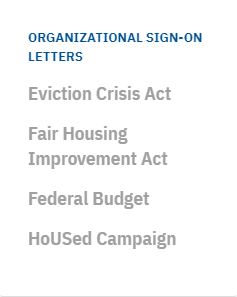 ORGANIZATIONAL SIGN-ON
LETTERS
Eviction Crisis Act
Fair Housing
Improvement Act
Federal Budget
HoUSed Campaign